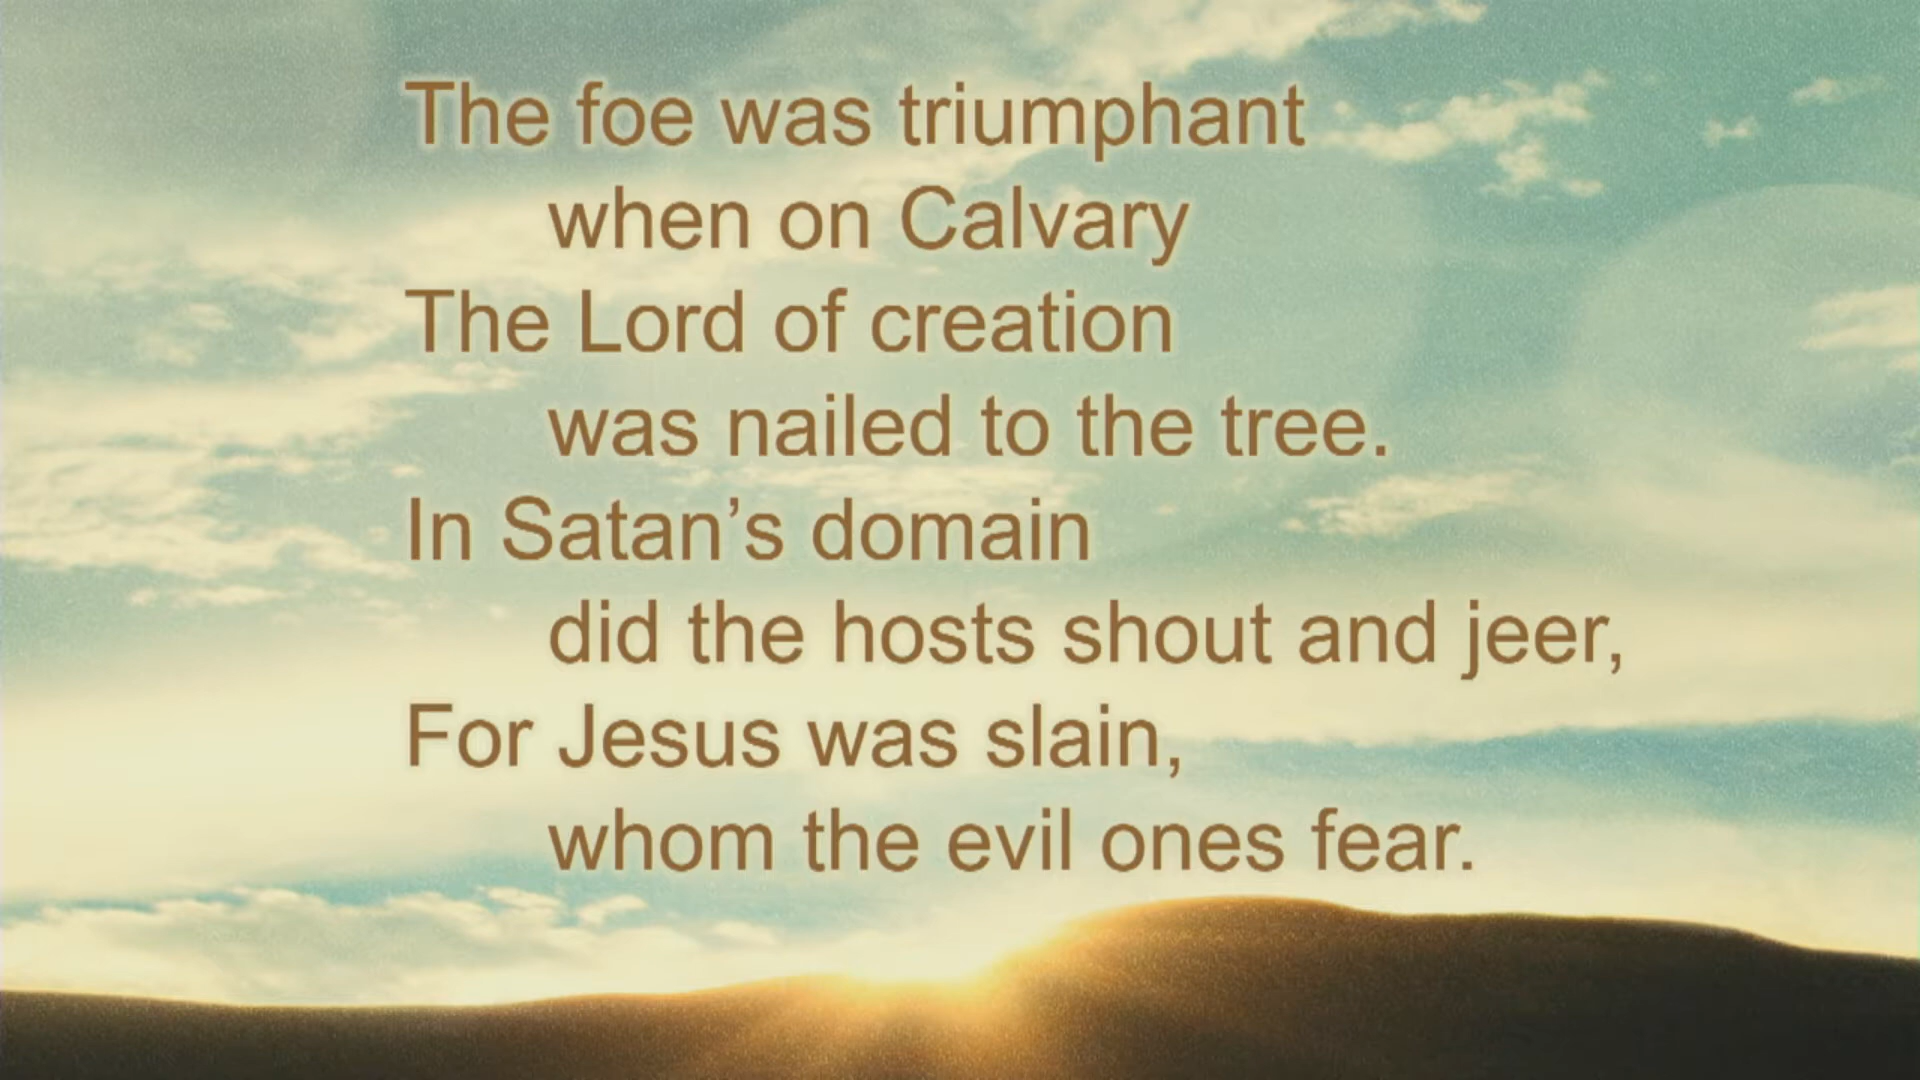 The foe was triumphant
when on Calvary
The Lord of creation
was nailed to the tree.
In Satan’s domain
did the hosts shout and jeer,
For Jesus was slain,
whom the evil ones fear.